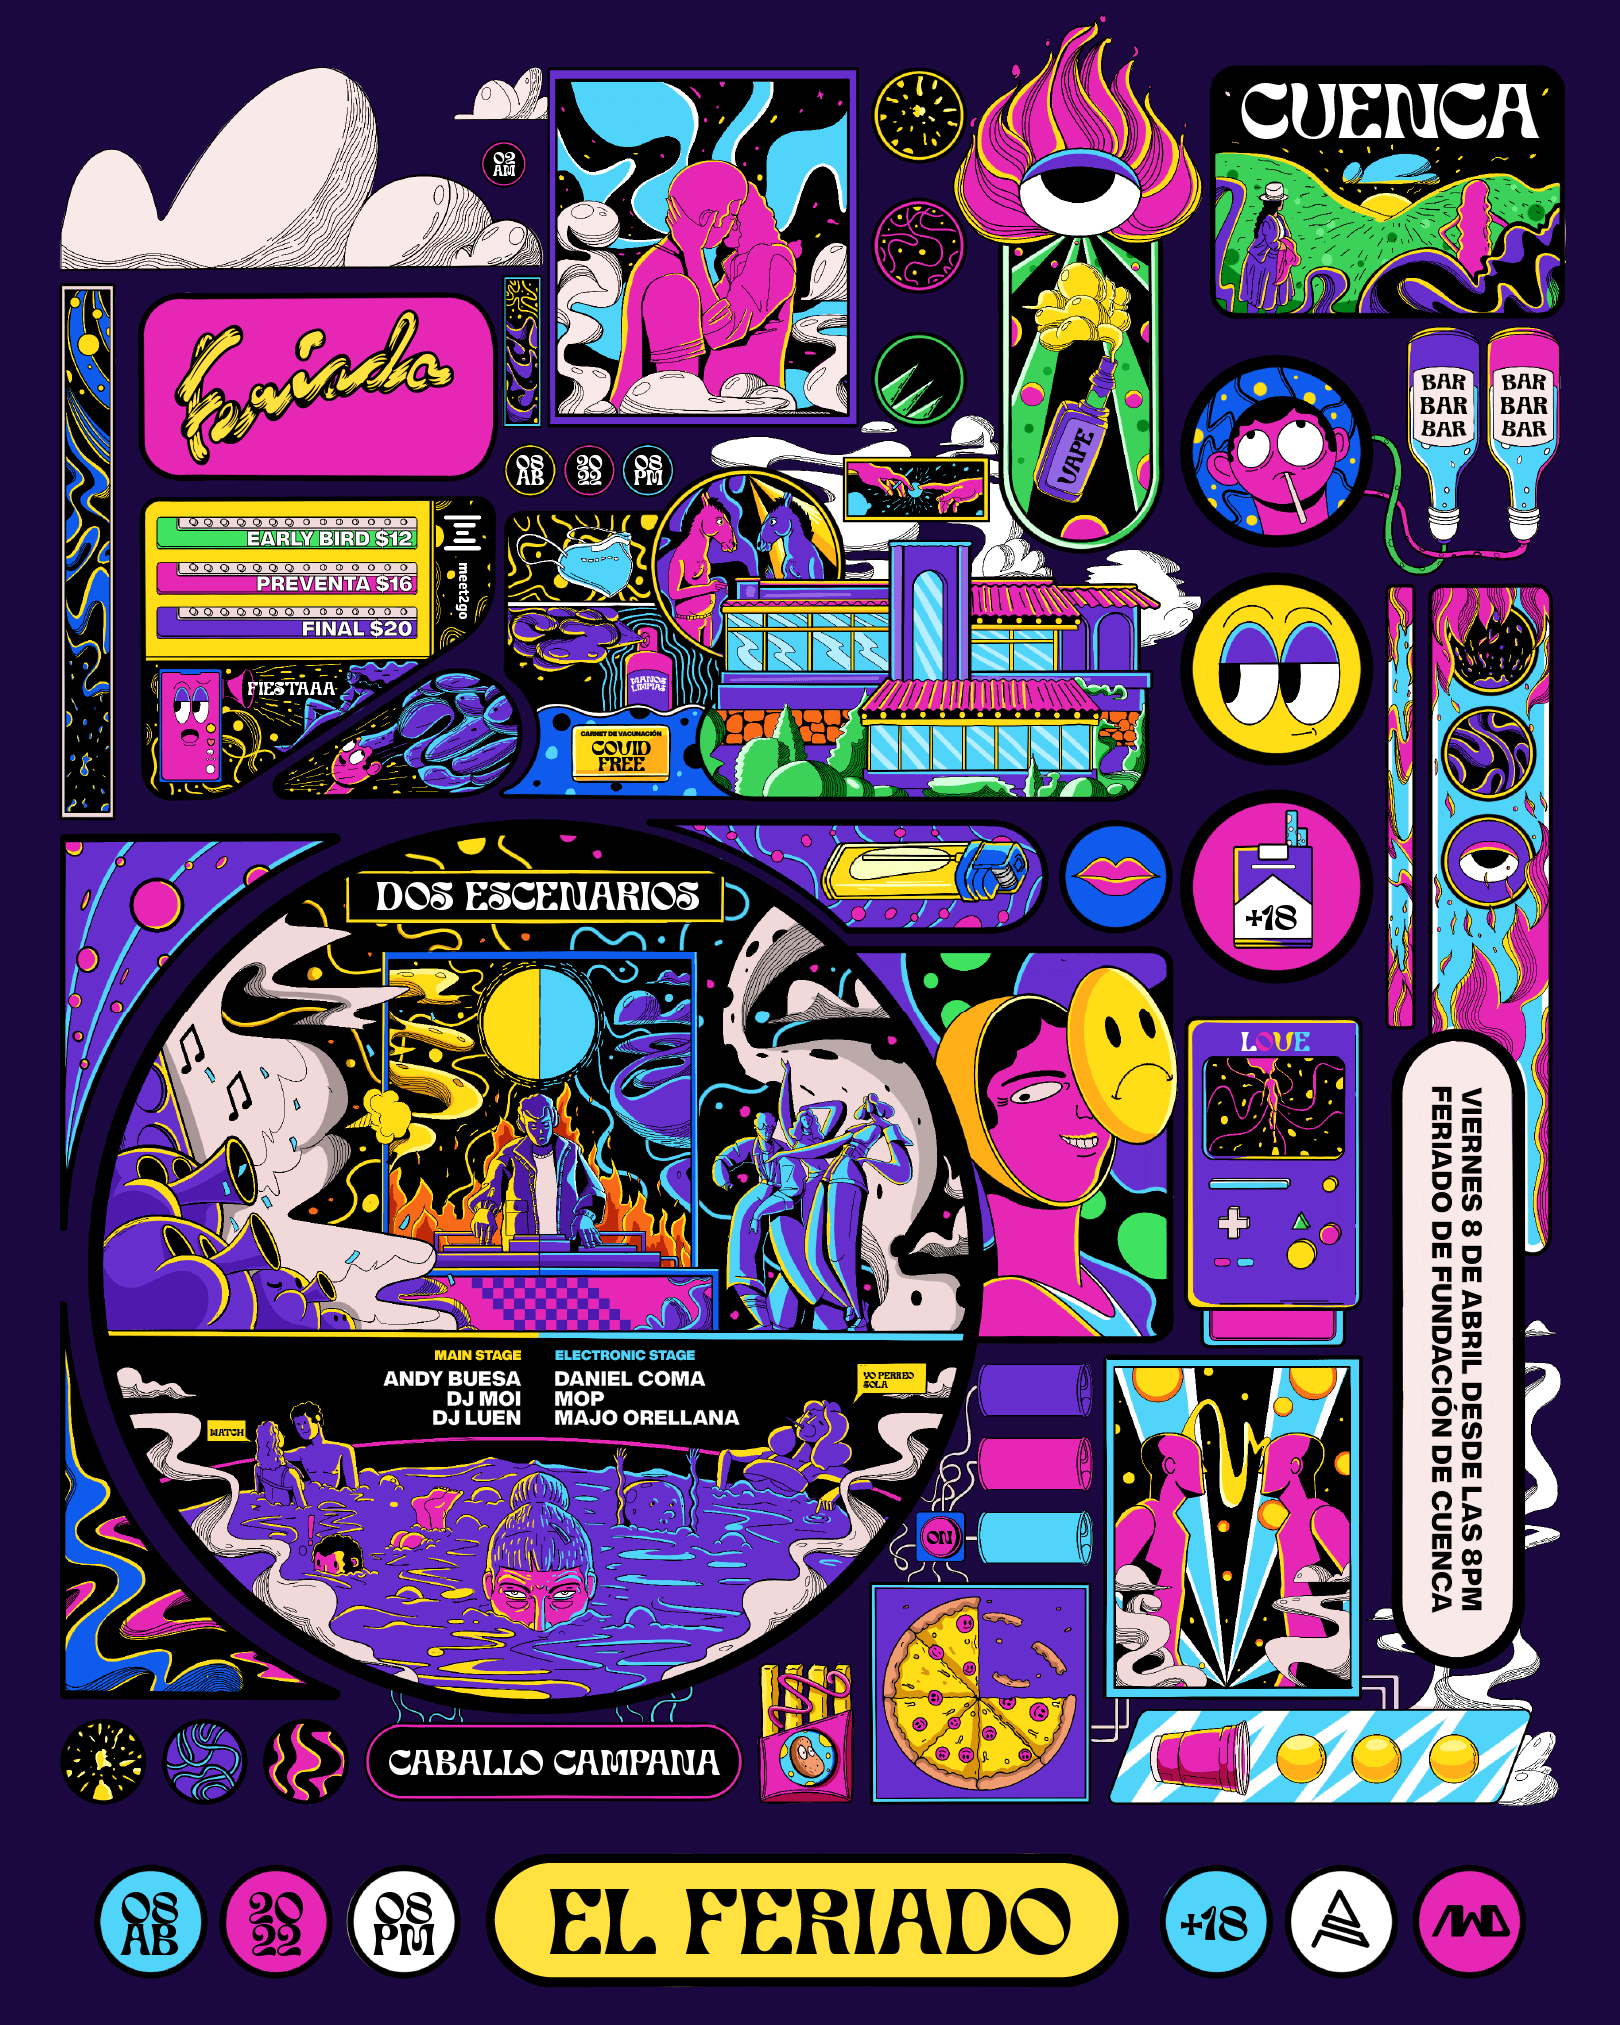 CUENCA
02
AM
Feriado
08
AB
20
22
08
PM
VAPE
BAR
BAR
BAR
BAR
BAR
BAR
EARLY BIRD $12
PREVENTA $16
FINAL $20
meet2go
FIESTAAA
MANOS
LIMPIAS
CARNET DE VACUNACIÓN
COVID
FREE
+18
DOS ESCENARIOS
LOVE
VIERNES 8 DE ABRIL DÉSDE LAS 8PM
FERIADO DE FUNDACIÓN DE CUENCA
MAIN STAGE
ANDY BUESA
DJ MOI
DJ LUEN
ELECTRONIC STAGE
DANIEL COMA
MOP
MAJO ORELLANA
YO PERREO
SOLA
MATCH
ON
CABALLO CAMPANA
08
AB
20
22
08
PM
EL FERIADO
+18